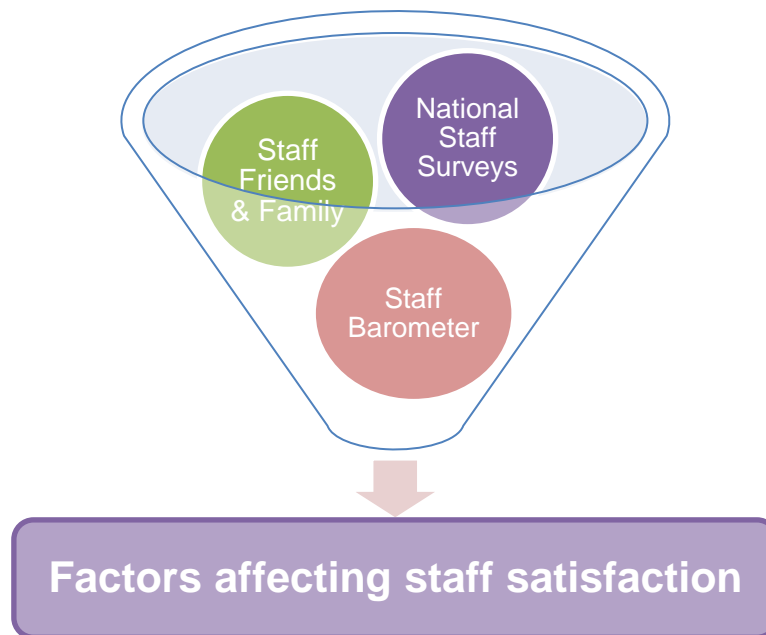 National
Staff
Surveys
Staff
Friends
& Family
Staff
Barometer
Factors affecting staff satisfaction